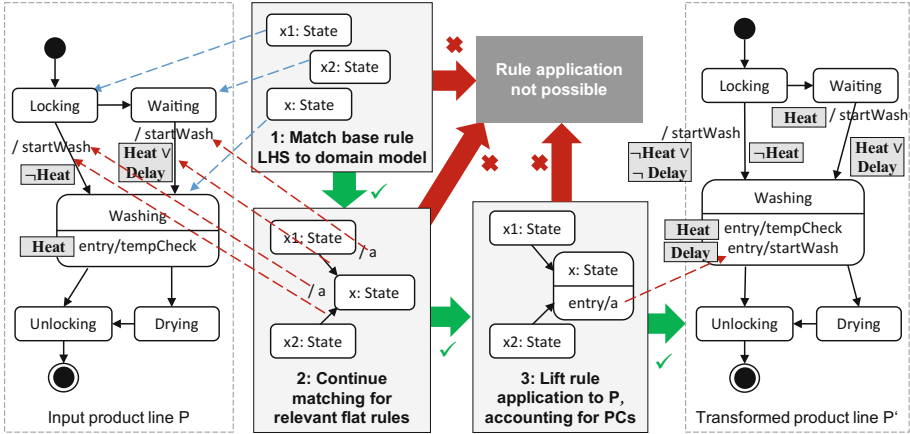 Locking
Waiting
/ startWash
/ startWash
¬Heat
Heat ∨
Delay
Washing
Heat
entry/tempCheck
Unlocking
Drying
Input product line P
x1: State
x2: State
x: State
1: Match base rule
LHS to domain model
Rule application
not possible
x1: State
/ a
x: State
/ a
x2: State
2: Continue
matching for
relevant flat rules
x1: State
x: State
entry/a
x2: State
3: Lift rule
application to P,
accounting for PCs
Locking
Waiting
Heat
/ startWash
/ startWash
¬Heat ∨
¬ Delay
¬Heat
Heat ∨
Delay
Washing
Heat
entry/tempCheck
Delay
entry/startWash
Unlocking
Drying
Transformed product line P‘